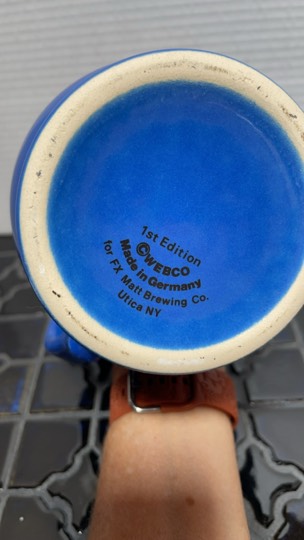 1st Edition
©WEBCO
Made in Germany
for FX Matt Brewing Co.
Utica NY